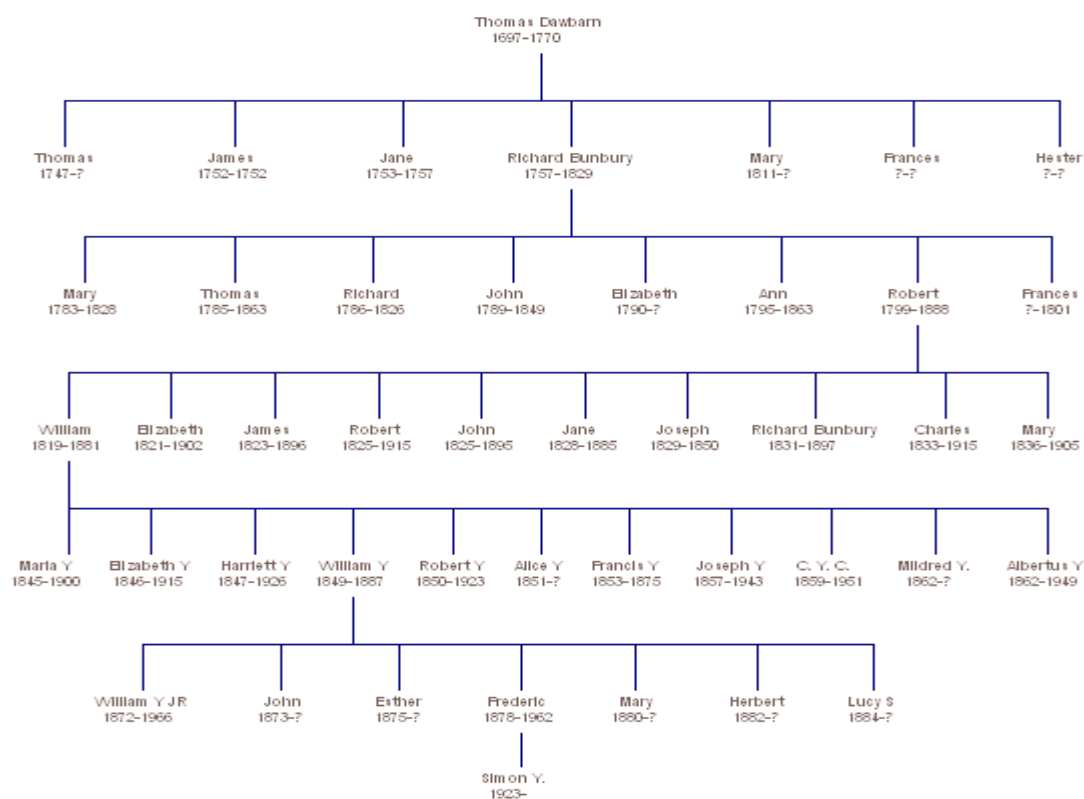 Thomas Dawbarn
1697-1770
Thomas James Jane Richard Bunbury Mary Frances Hester
1747-? 1752-1752 1753-1757 1757-1829 1811-? ?-? ?-?
Mary Thomas Richard John Elizabeth Ann Robert Frances
1783-1828 1785-1863 1786-1826 1789-1849 1790-? 1795-1863 1799-1888 ?-1801
William Elizabeth James Robert John Jane Joseph Richard Bunbury Charles Mary
1819-1881 1821-1902 1823-1896 1825-1915 1825-1895 1828-1885 1829-1850 1831-1897 1833-1915 1836-1905
Maria Y Elizabeth Y Harriett Y William Y Robert Y Alice Y Francis Y Joseph Y C. Y. C. Mildred Y. Albertus Y
1845-1900 1846-1915 1847-1926 1849-1887 1850-1923 1851-? 1853-1875 1857-1943 1859-1951 1862-? 1862-1949
William Y JR John Esther Frederic Mary Herbert Lucy S
1872-1966 1873-? 1875-? 1878-1962 1880-? 1882-? 1884-?
Simon Y.
1923-